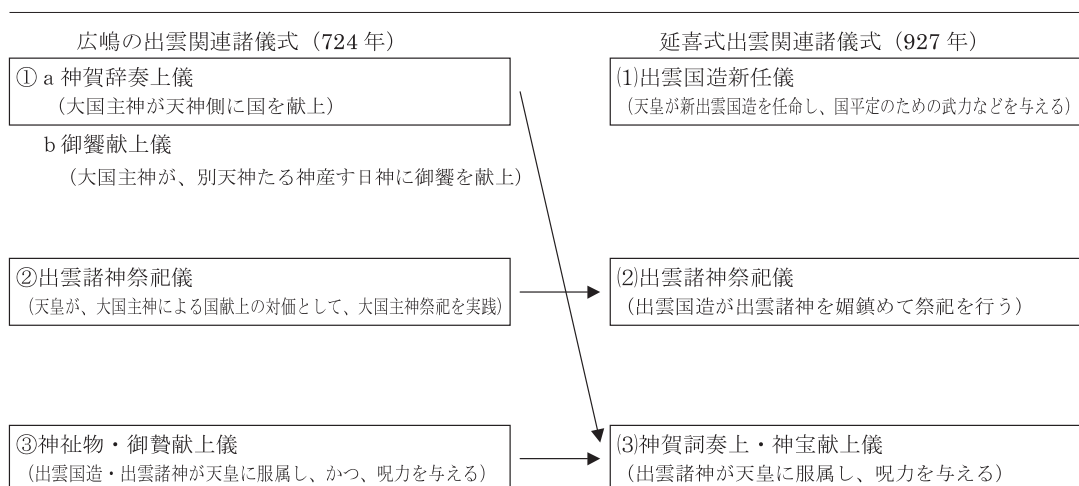 広嶋の出雲関連諸儀式（724 年）
①a 神賀辞奏上儀
（大国主神が天神側に国を献上）
b 御饗献上儀
（大国主神が、別天神たる神産す日神に御饗を献上）
②出雲諸神祭祀儀
（天皇が、大国主神による国献上の対価として、大国主神祭祀を実践）
③神祉物・御贄献上儀
（出雲国造・出雲諸神が天皇に服属し、かつ、呪力を与える）
延喜式出雲関連諸儀式（927 年）
⑴出雲国造新任儀
（天皇が新出雲国造を任命し、国平定のための武力などを与える）
⑵出雲諸神祭祀儀
（出雲国造が出雲諸神を媚鎮めて祭祀を行う）
⑶神賀詞奏上・神宝献上儀
（出雲諸神が天皇に服属し、呪力を与える）